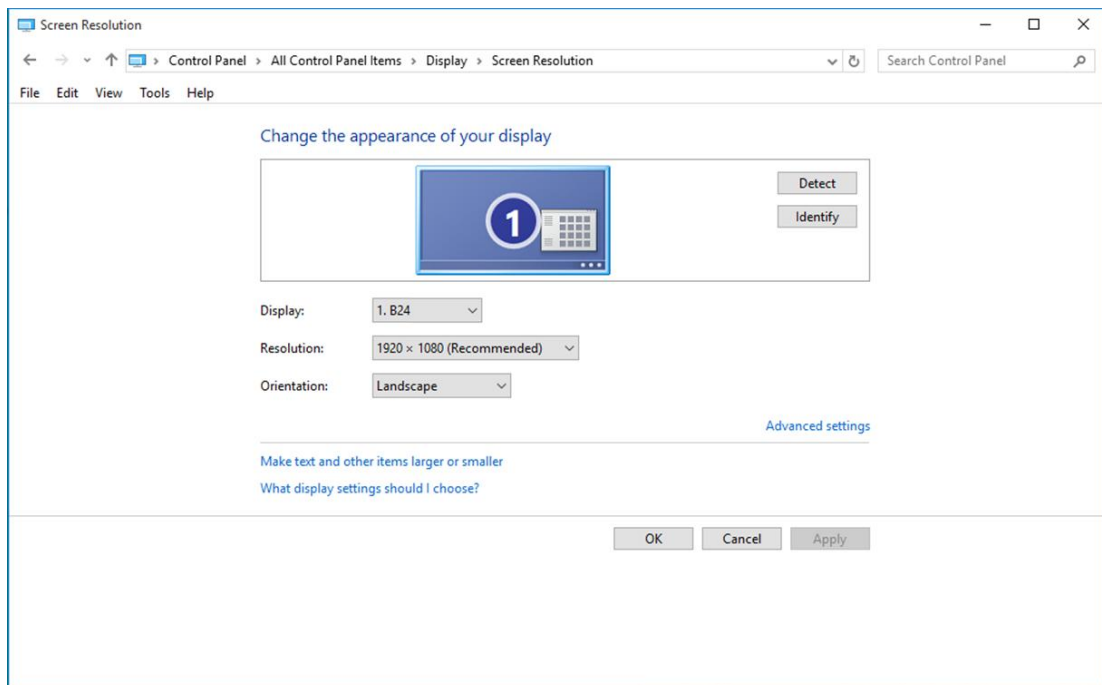 Screen Resolution
Control Panel > All Control Panel Items > Display > Screen Resolution
Search Control Panel
File Edit View Tools Help
Change the appearance of your display
1
Detect
Identify
Display: 1. B24
Resolution: 1920 × 1080 (Recommended)
Orientation: Landscape
Advanced settings
Make text and other items larger or smaller
What display settings should I choose?
OK Cancel Apply